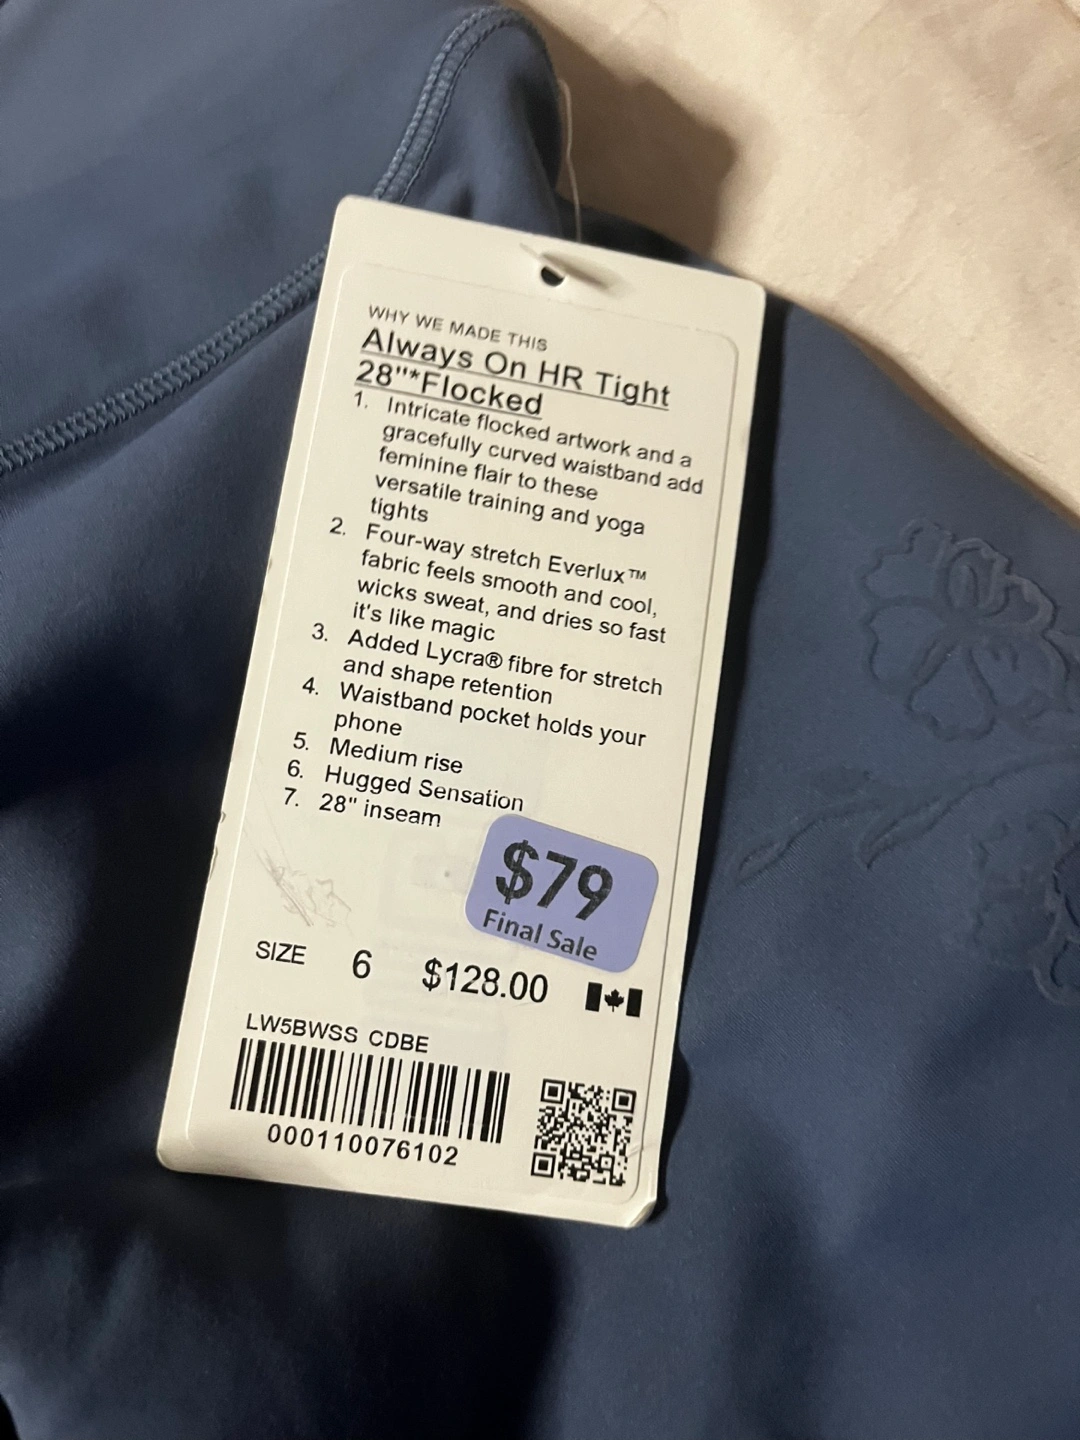 WHY WE MADE THIS
Always On HR Tight
28"*Flocked
1. Intricate flocked artwork and a
gracefully curved waistband add
feminine flair to these
versatile training and yoga
tights
2. Four-way stretch Everlux™
fabric feels smooth and cool,
wicks sweat, and dries so fast
it's like magic
3. Added Lycra® fibre for stretch
and shape retention
4. Waistband pocket holds your
phone
5. Medium rise
6. Hugged Sensation
7. 28" inseam
$79
Final Sale
SIZE 6 $128.00
LW5BWSS CDBE
000110076102